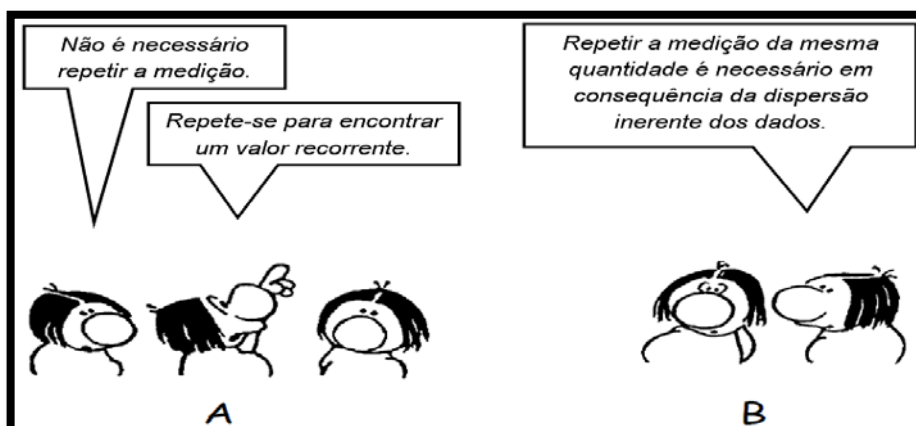 Não é necessário
repetir a medição.
Repete-se para encontrar
um valor recorrente.
Repetir a medição da mesma
quantidade é necessário em
consequência da dispersão
inerente dos dados.
A
B